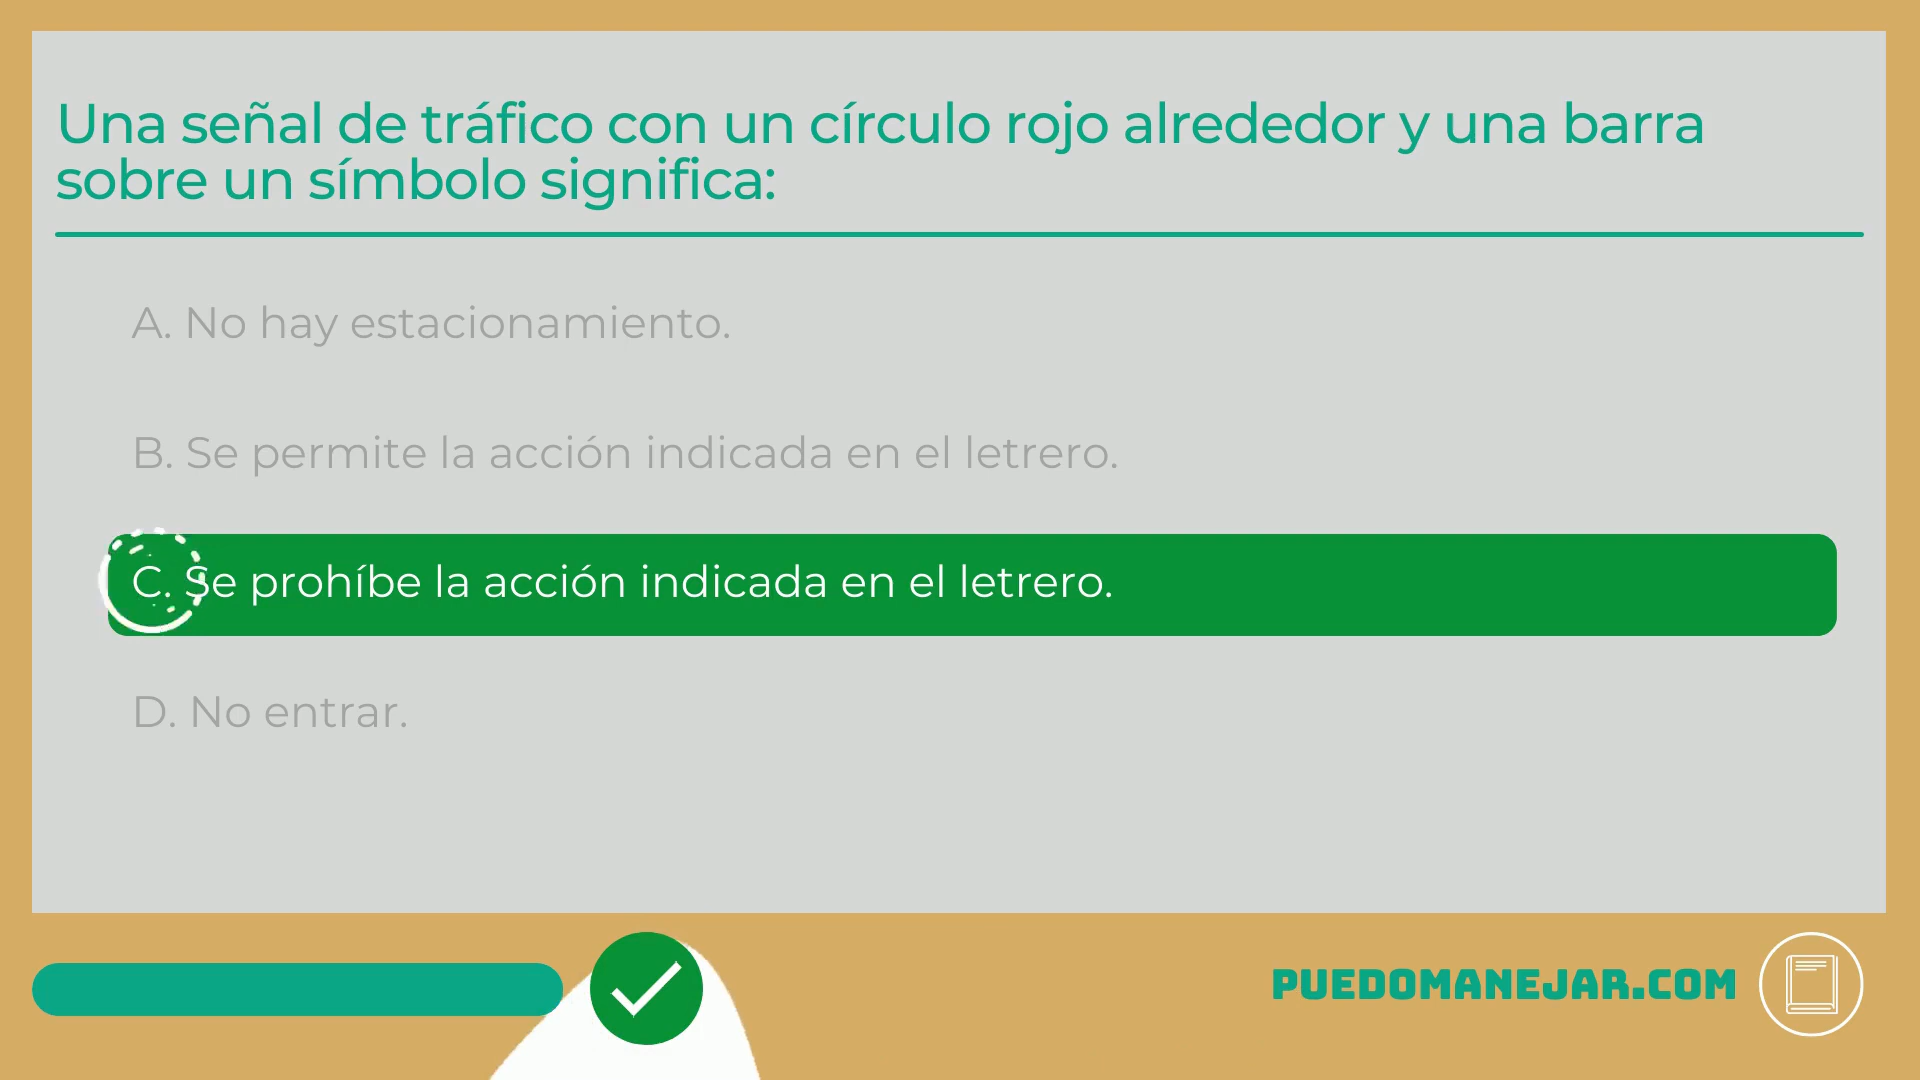 Una señal de tráfico con un círculo rojo alrededor y una barra
sobre un símbolo significa:
A. No hay estacionamiento.
B. Se permite la acción indicada en el letrero.
C. Se prohíbe la acción indicada en el letrero.
D. No entrar.
PUEDOMANEJAR.COM